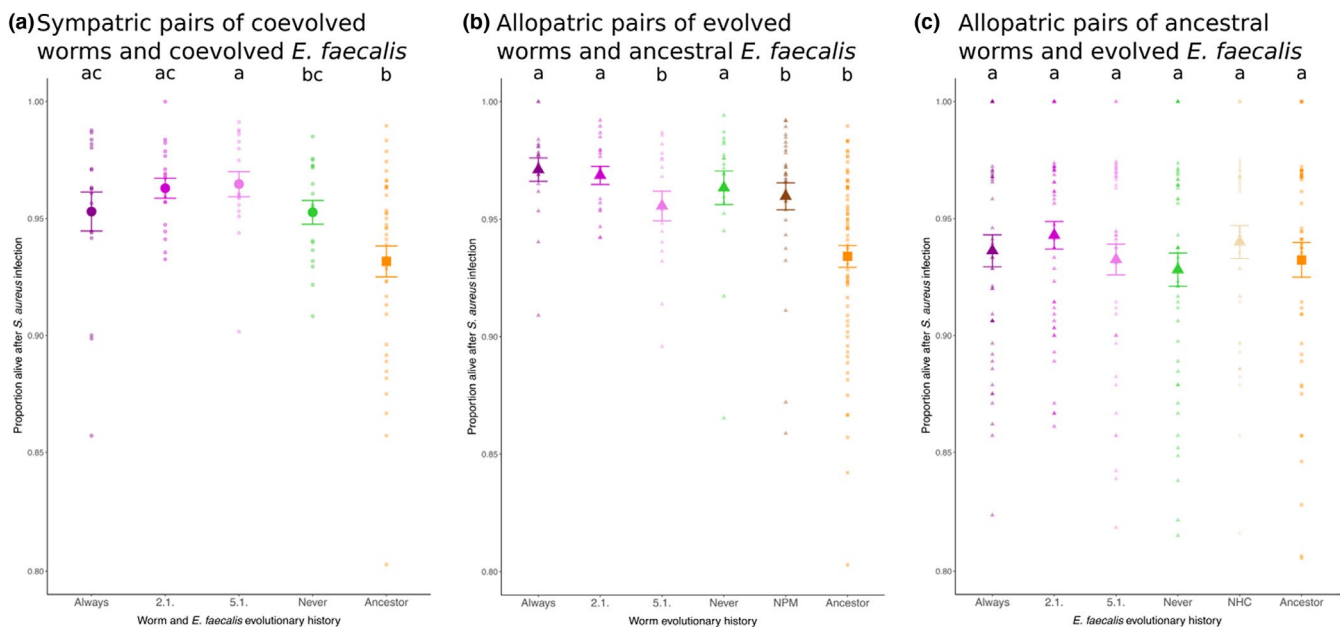 (a) Sympatric pairs of coevolved
worms and coevolved E. faecalis
ac ac a bc b
1.00
0.95
0.90
0.85
0.80
Proportion alive after S. aureus infection
Always 2.1. 5.1. Never Ancestor
Worm and E. faecalis evolutionary history
(b) Allopatric pairs of evolved
worms and ancestral E. faecalis
a a b a b b
1.00
0.95
0.90
0.85
0.80
Proportion alive after S. aureus infection
Always 2.1. 5.1. Never NPM Ancestor
Worm evolutionary history
(c) Allopatric pairs of ancestral
worms and evolved E. faecalis
a a a a a a
1.00
0.95
0.90
0.85
0.80
Proportion alive after S. aureus infection
Always 2.1. 5.1. Never NHC Ancestor
E. faecalis evolutionary history